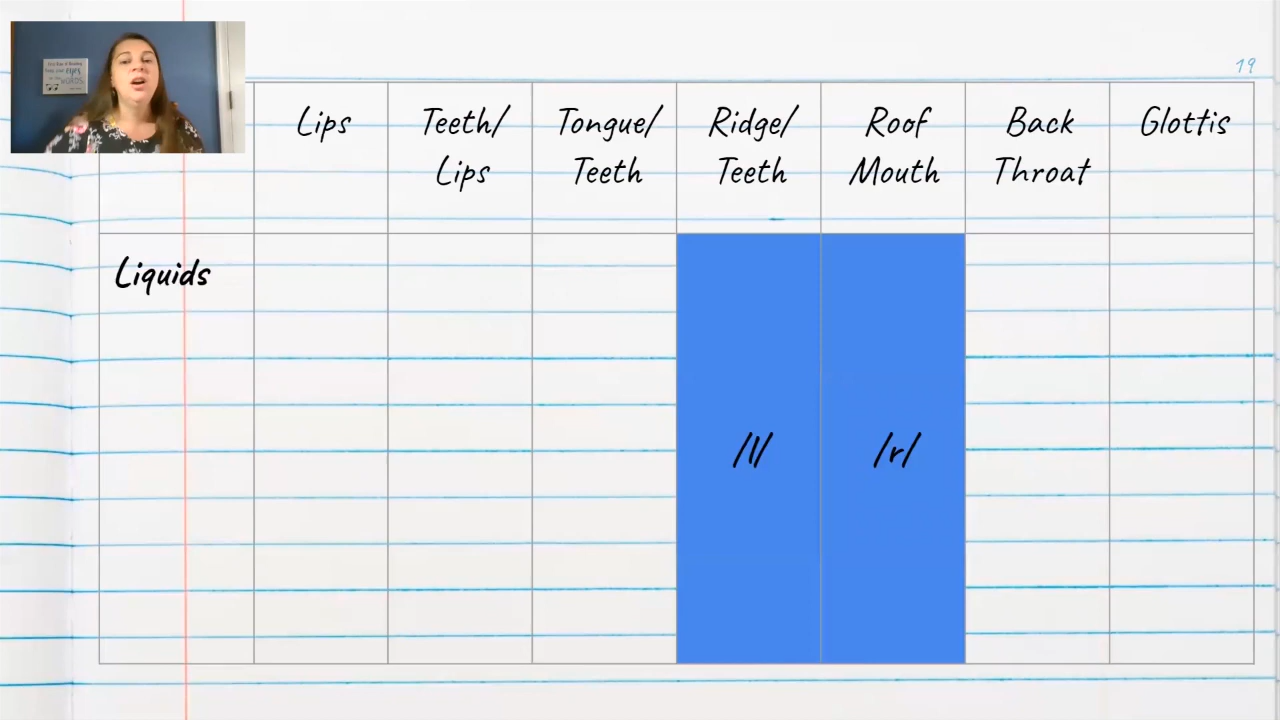 19
Lips
Teeth/
Lips
Tongue/
Teeth
Ridge/
Teeth
Roof
Mouth
Back
Throat
Glottis
Liquids
/l/
/r/